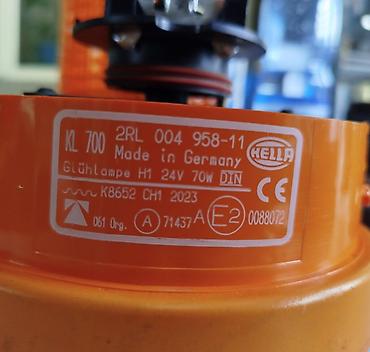 KL 700 2RL 004 958-11
Made in Germany
HELLA
Glühlampe H1 24V 70W DIN
K8652 CH1 2023
CE
061 Org. A 71437 A E2 0088072